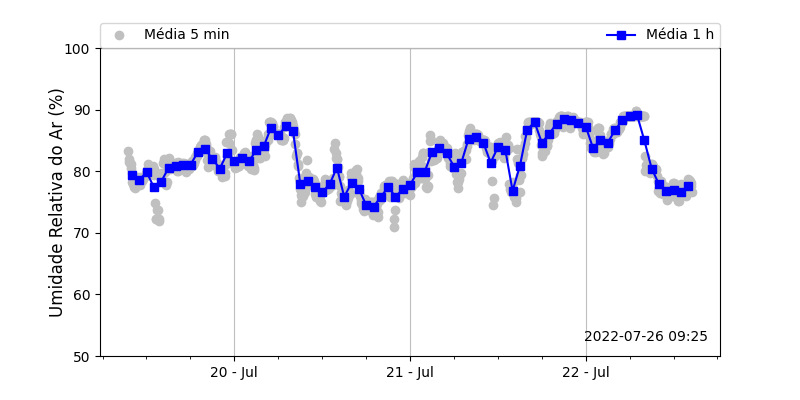 Média 5 min
Média 1 h
Umidade Relativa do Ar (%)
100
90
80
70
60
50
2022-07-26 09:25
20 - Jul
21 - Jul
22 - Jul